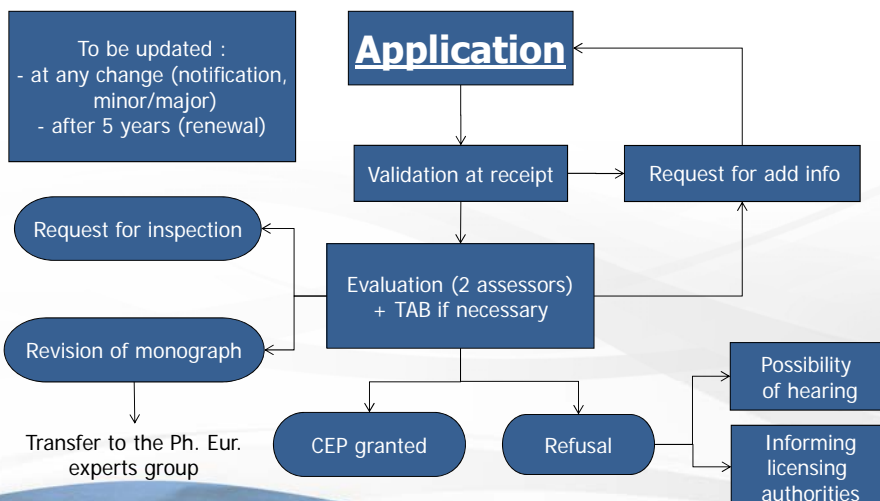 To be updated :
- at any change (notification,
minor/major)
- after 5 years (renewal)
Application
Validation at receipt
Request for add info
Request for inspection
Evaluation (2 assessors)
+ TAB if necessary
Revision of monograph
Transfer to the Ph. Eur.
experts group
CEP granted
Refusal
Possibility
of hearing
Informing
licensing
authorities